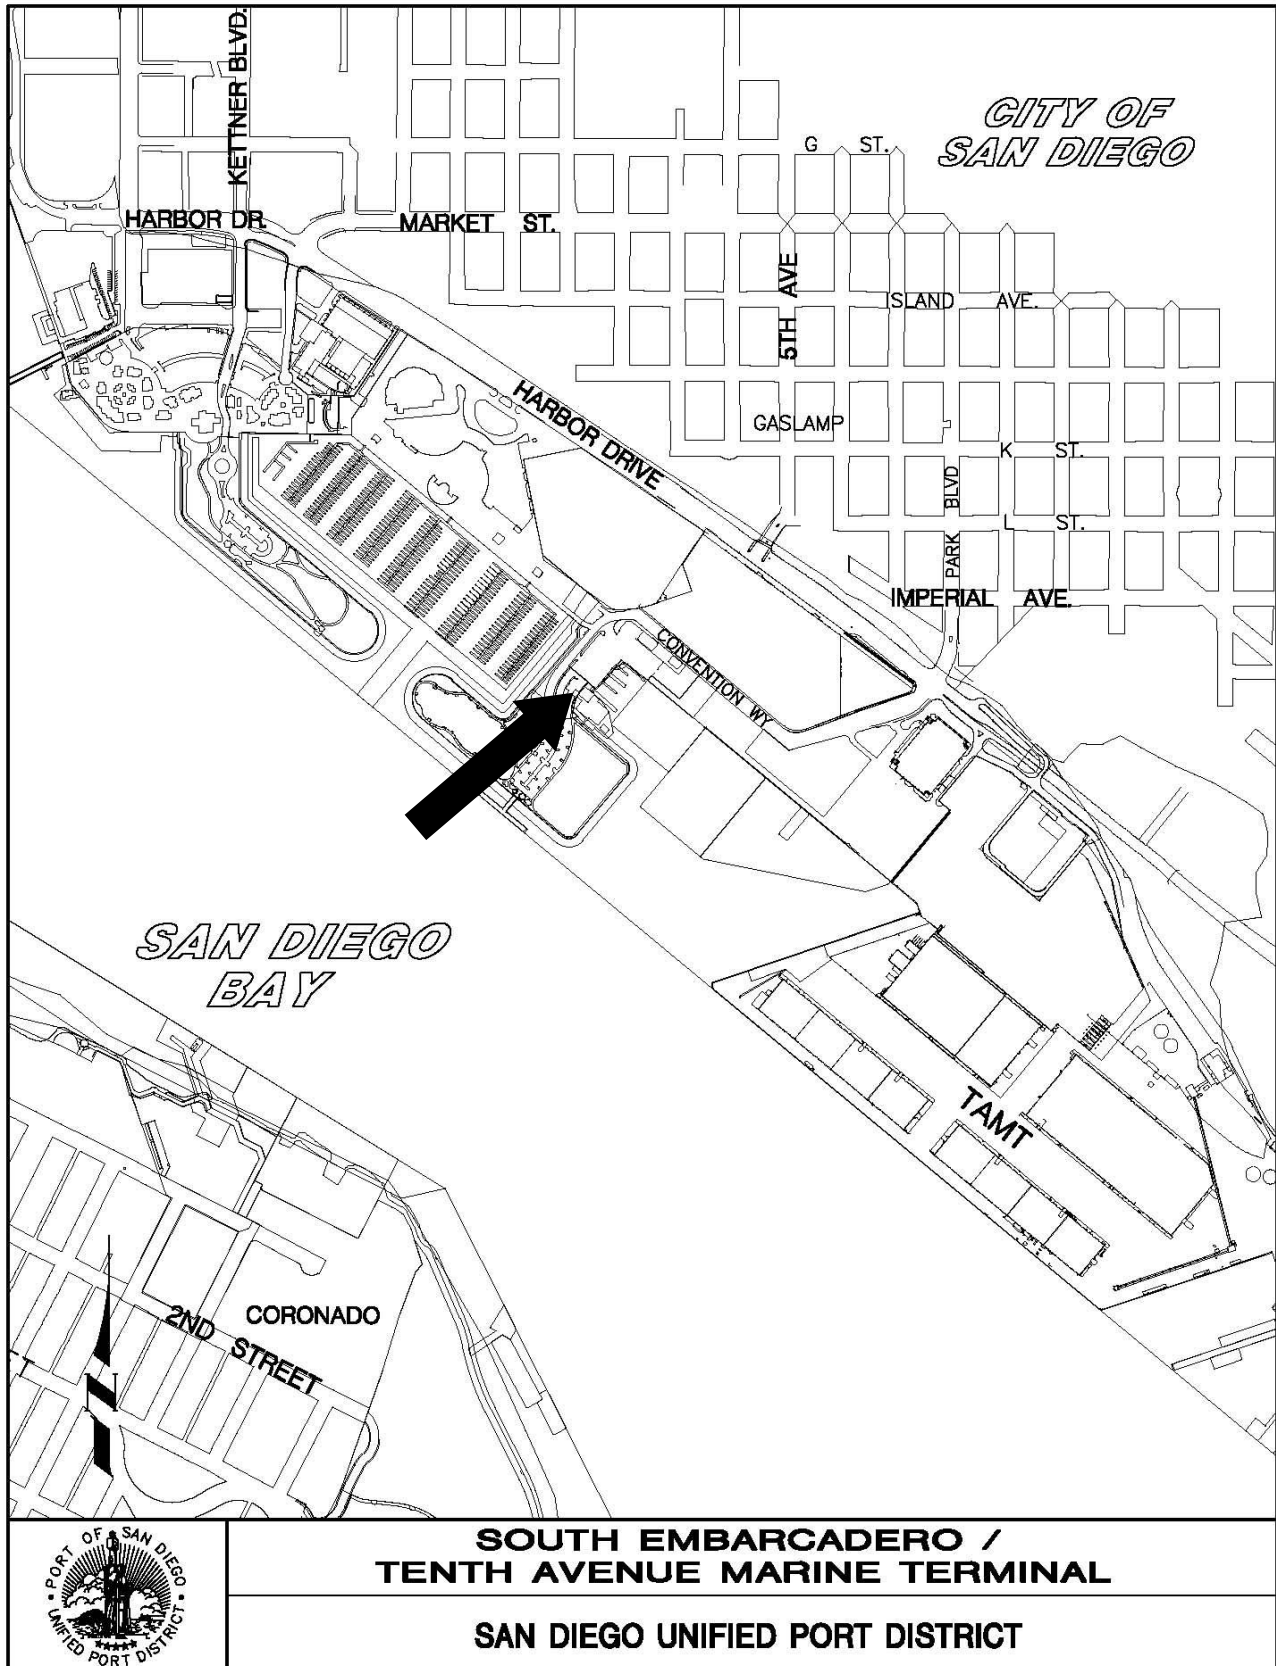 KETTNER BLVD.
CITY OF
SAN DIEGO
G ST.
HARBOR DR.
MARKET ST.
5TH AVE
ISLAND AVE.
HARBOR DRIVE
GASLAMP
K ST.
PARK BLVD
L ST.
IMPERIAL AVE.
CONVENTION WY
SAN DIEGO
BAY
TAMT
CORONADO
2ND STREET
PORT OF SAN DIEGO
UNIFIED PORT DISTRICT
SOUTH EMBARCADERO /
TENTH AVENUE MARINE TERMINAL
SAN DIEGO UNIFIED PORT DISTRICT